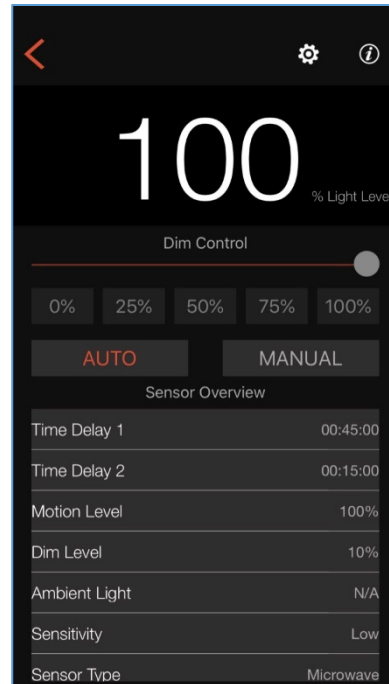 100
% Light Leve
Dim Control
0% 25% 50% 75% 100%
AUTO MANUAL
Sensor Overview
Time Delay 1 00:45:00
Time Delay 2 00:15:00
Motion Level 100%
Dim Level 10%
Ambient Light N/A
Sensitivity Low
Sensor Type Microwave